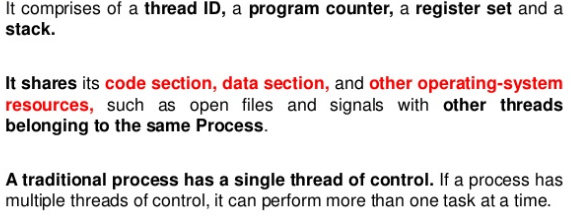 It comprises of a thread ID, a program counter, a register set and a
stack.
It shares its code section, data section, and other operating-system
resources, such as open files and signals with other threads
belonging to the same Process.
A traditional process has a single thread of control. If a process has
multiple threads of control, it can perform more than one task at a time.